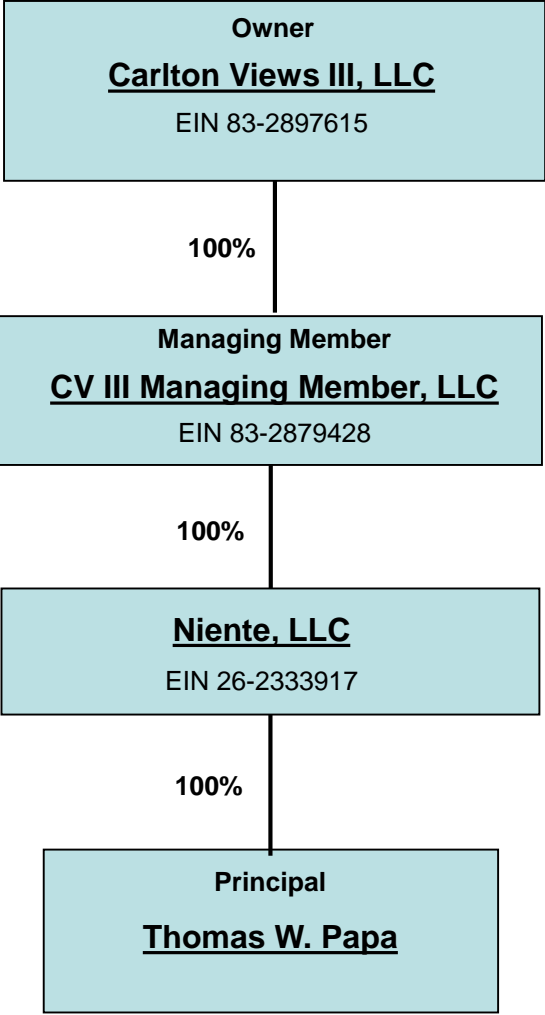 Owner
Carlton Views III, LLC
EIN 83-2897615
100%
Managing Member
CV III Managing Member, LLC
EIN 83-2879428
100%
Niente, LLC
EIN 26-2333917
100%
Principal
Thomas W. Papa